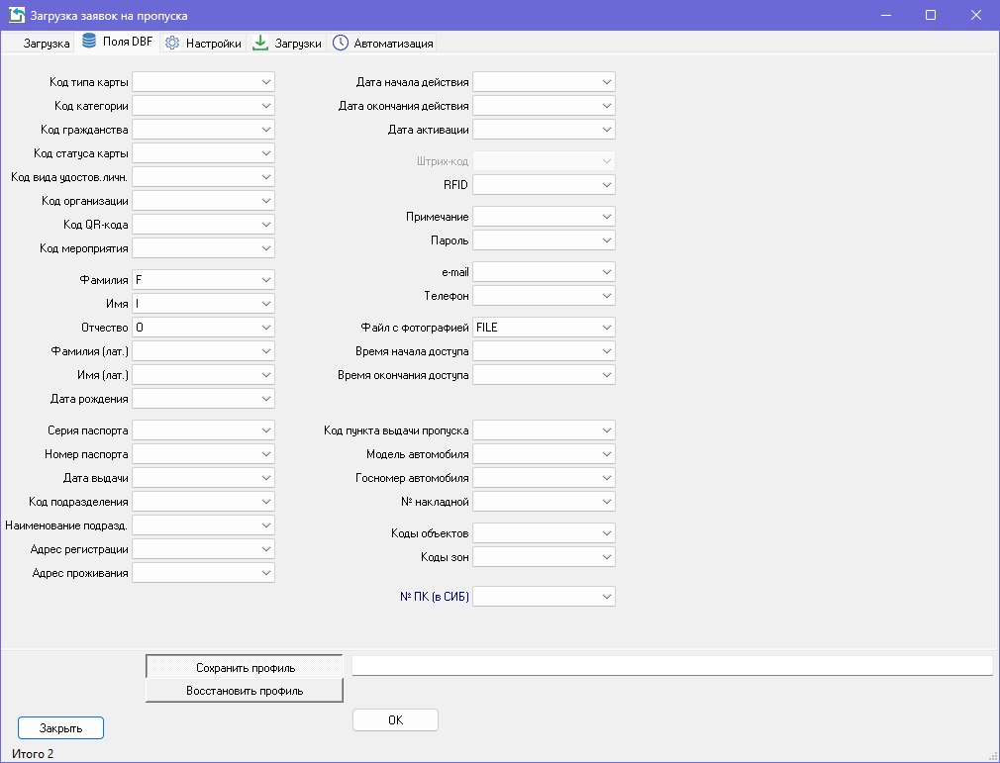 Загрузка заявок на пропуска
Загрузка
Поля DBF
Настройки
Загрузки
Автоматизация
Код типа карты
Код категории
Код гражданства
Код статуса карты
Код вида удостов.личн.
Код организации
Код QR-кода
Код мероприятия
Фамилия F
Имя I
Отчество O
Фамилия (лат.)
Имя (лат.)
Дата рождения
Серия паспорта
Номер паспорта
Дата выдачи
Код подразделения
Наименование подразд.
Адрес регистрации
Адрес проживания
Дата начала действия
Дата окончания действия
Дата активации
Штрих-код
RFID
Примечание
Пароль
e-mail
Телефон
Файл с фотографией FILE
Время начала доступа
Время окончания доступа
Код пункта выдачи пропуска
Модель автомобиля
Госномер автомобиля
№ накладной
Коды объектов
Коды зон
№ ПК (в СИБ)
Сохранить профиль
Восстановить профиль
OK
Закрыть
Итого 2